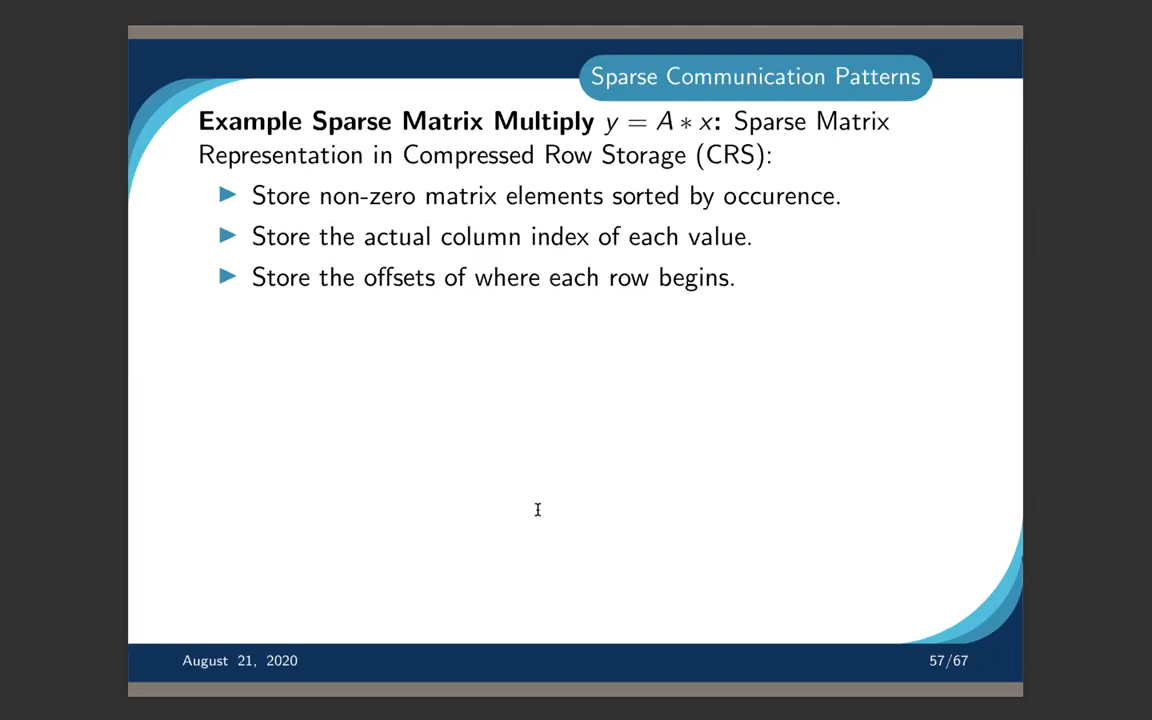 Sparse Communication Patterns
Example Sparse Matrix Multiply y = A ∗ x: Sparse Matrix
Representation in Compressed Row Storage (CRS):
Store non-zero matrix elements sorted by occurence.
Store the actual column index of each value.
Store the offsets of where each row begins.
August 21, 2020
57/67